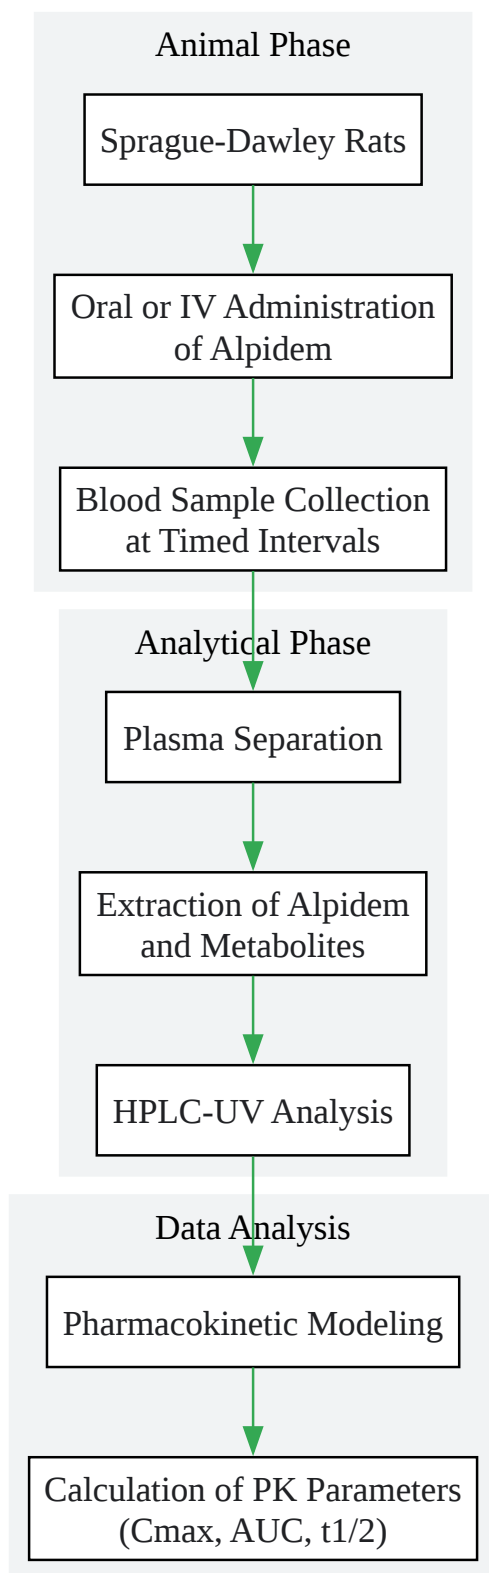 Animal Phase
Sprague-Dawley Rats
Oral or IV Administration
of Alpidem
Blood Sample Collection
at Timed Intervals
Analytical Phase
Plasma Separation
Extraction of Alpidem
and Metabolites
HPLC-UV Analysis
Data Analysis
Pharmacokinetic Modeling
Calculation of PK Parameters
(Cmax, AUC, t1/2)